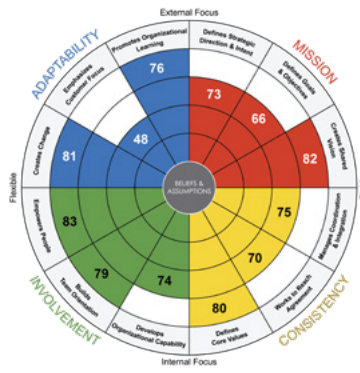 External Focus
ADAPTABILITY
MISSION
Promotes Organizational
Learning
Defines Strategic
Direction & Intent
Emphasizes
Customer Focus
Defines Goals
& Objectives
Creates Change
Creates Shared
Vision
76
73
66
48
81
82
Flexible
BELIEFS &
ASSUMPTIONS
83
75
79
74
70
80
Empowers People
Manages Coordination
& Integration
Builds
Team Orientation
Works to Reach
Agreement
Develops
Organizational Capability
Defines
Core Values
INVOLVEMENT
CONSISTENCY
Internal Focus